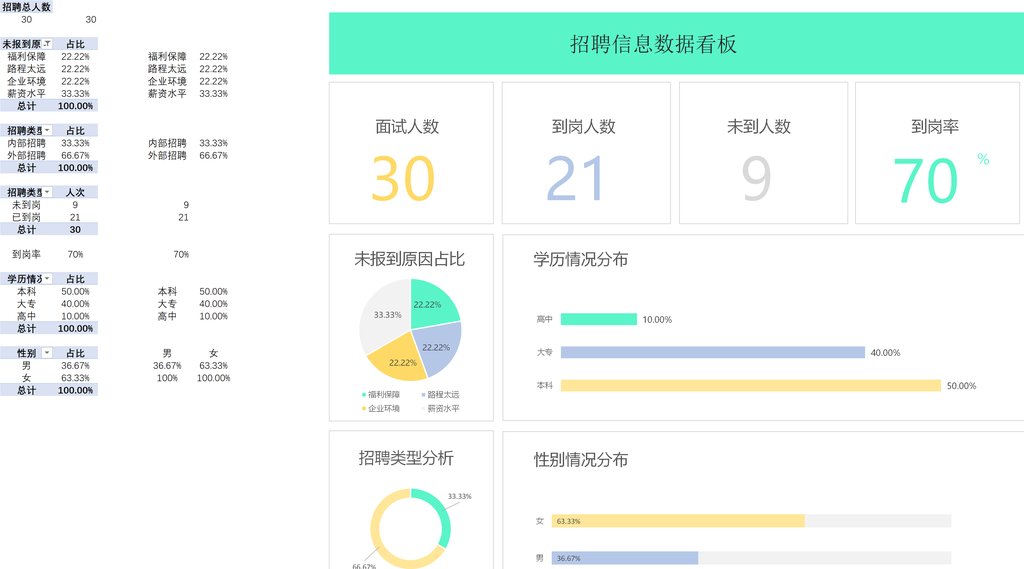 招聘总人数
30 30
未报到原 占比
福利保障 22.22% 福利保障 22.22%
路程太远 22.22% 路程太远 22.22%
企业环境 22.22% 企业环境 22.22%
薪资水平 33.33% 薪资水平 33.33%
总计 100.00%
招聘类型 占比
内部招聘 33.33% 内部招聘 33.33%
外部招聘 66.67% 外部招聘 66.67%
总计 100.00%
招聘类型 人次
未到岗 9 9
已到岗 21 21
总计 30
到岗率 70% 70%
学历情况 占比
本科 50.00% 本科 50.00%
大专 40.00% 大专 40.00%
高中 10.00% 高中 10.00%
总计 100.00%
性别 占比 男 女
男 36.67% 36.67% 63.33%
女 63.33% 100% 100.00%
总计 100.00%
招聘信息数据看板
面试人数
30
到岗人数
21
未到人数
9
到岗率
70 %
未报到原因占比
22.22%
33.33%
22.22%
22.22%
福利保障 路程太远
企业环境 薪资水平
学历情况分布
高中 10.00%
大专 40.00%
本科 50.00%
招聘类型分析
33.33%
66.67%
性别情况分布
女 63.33%
男 36.67%